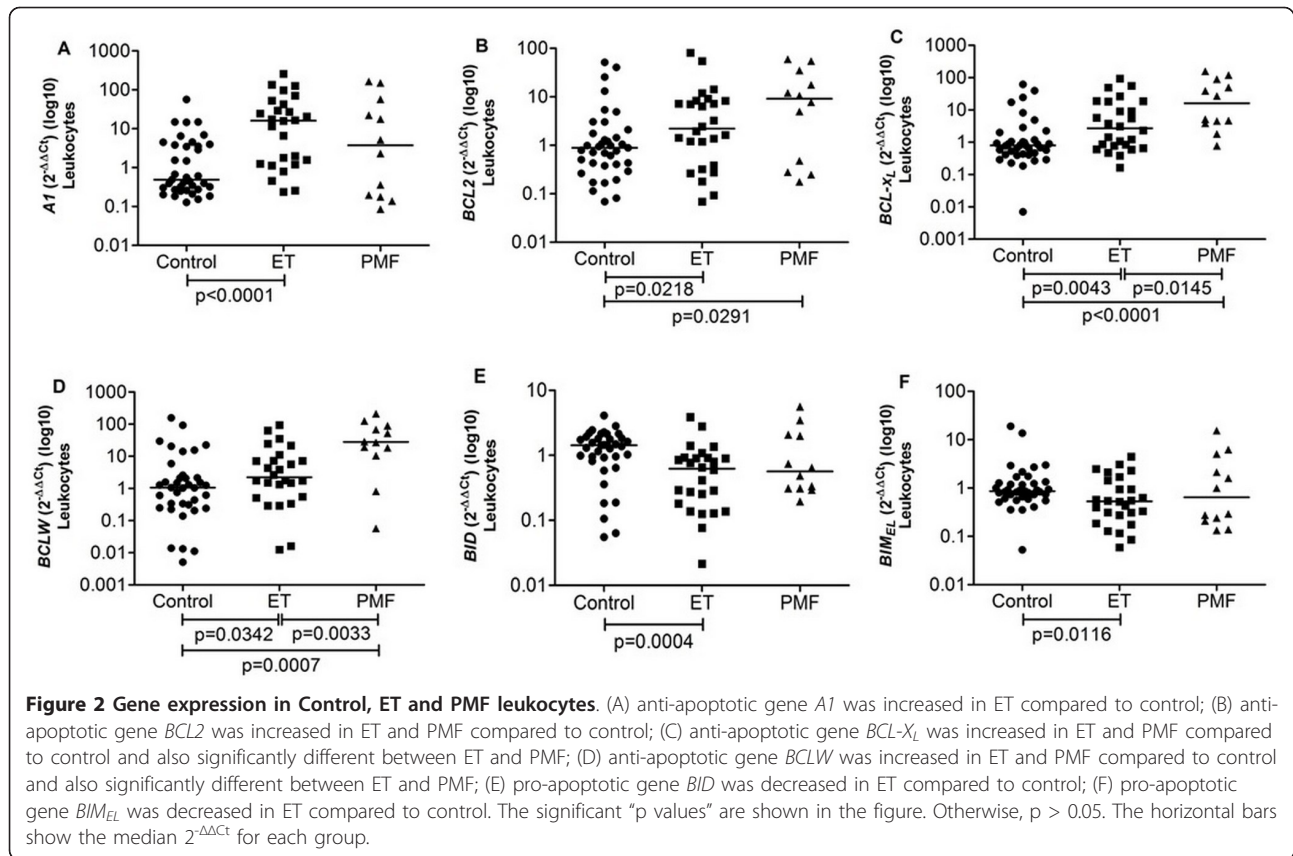 A
A1 (2^-ΔΔCt) (log10)
Leukocytes
1000
100
10
1
0.1
0.01
Control ET PMF
p<0.0001
B
BCL2 (2^-ΔΔCt) (log10)
Leukocytes
100
10
1
0.1
0.01
Control ET PMF
p=0.0218
p=0.0291
C
BCL-x_L (2^-ΔΔCt) (log10)
Leukocytes
1000
100
10
1
0.1
0.01
0.001
Control ET PMF
p=0.0043 p=0.0145
p<0.0001
D
BCLW (2^-ΔΔCt) (log10)
Leukocytes
1000
100
10
1
0.1
0.01
0.001
Control ET PMF
p=0.0342 p=0.0033
p=0.0007
E
BID (2^-ΔΔCt) (log10)
Leukocytes
10
1
0.1
0.01
Control ET PMF
p=0.0004
F
BIM_EL (2^-ΔΔCt) (log10)
Leukocytes
100
10
1
0.1
0.01
Control ET PMF
p=0.0116
Figure 2 Gene expression in Control, ET and PMF leukocytes. (A) anti-apoptotic gene A1 was increased in ET compared to control; (B) anti-
apoptotic gene BCL2 was increased in ET and PMF compared to control; (C) anti-apoptotic gene BCL-X_L was increased in ET and PMF compared
to control and also significantly different between ET and PMF; (D) anti-apoptotic gene BCLW was increased in ET and PMF compared to control
and also significantly different between ET and PMF; (E) pro-apoptotic gene BID was decreased in ET compared to control; (F) pro-apoptotic
gene BIM_EL was decreased in ET compared to control. The significant “p values” are shown in the figure. Otherwise, p > 0.05. The horizontal bars
show the median 2^-ΔΔCt for each group.